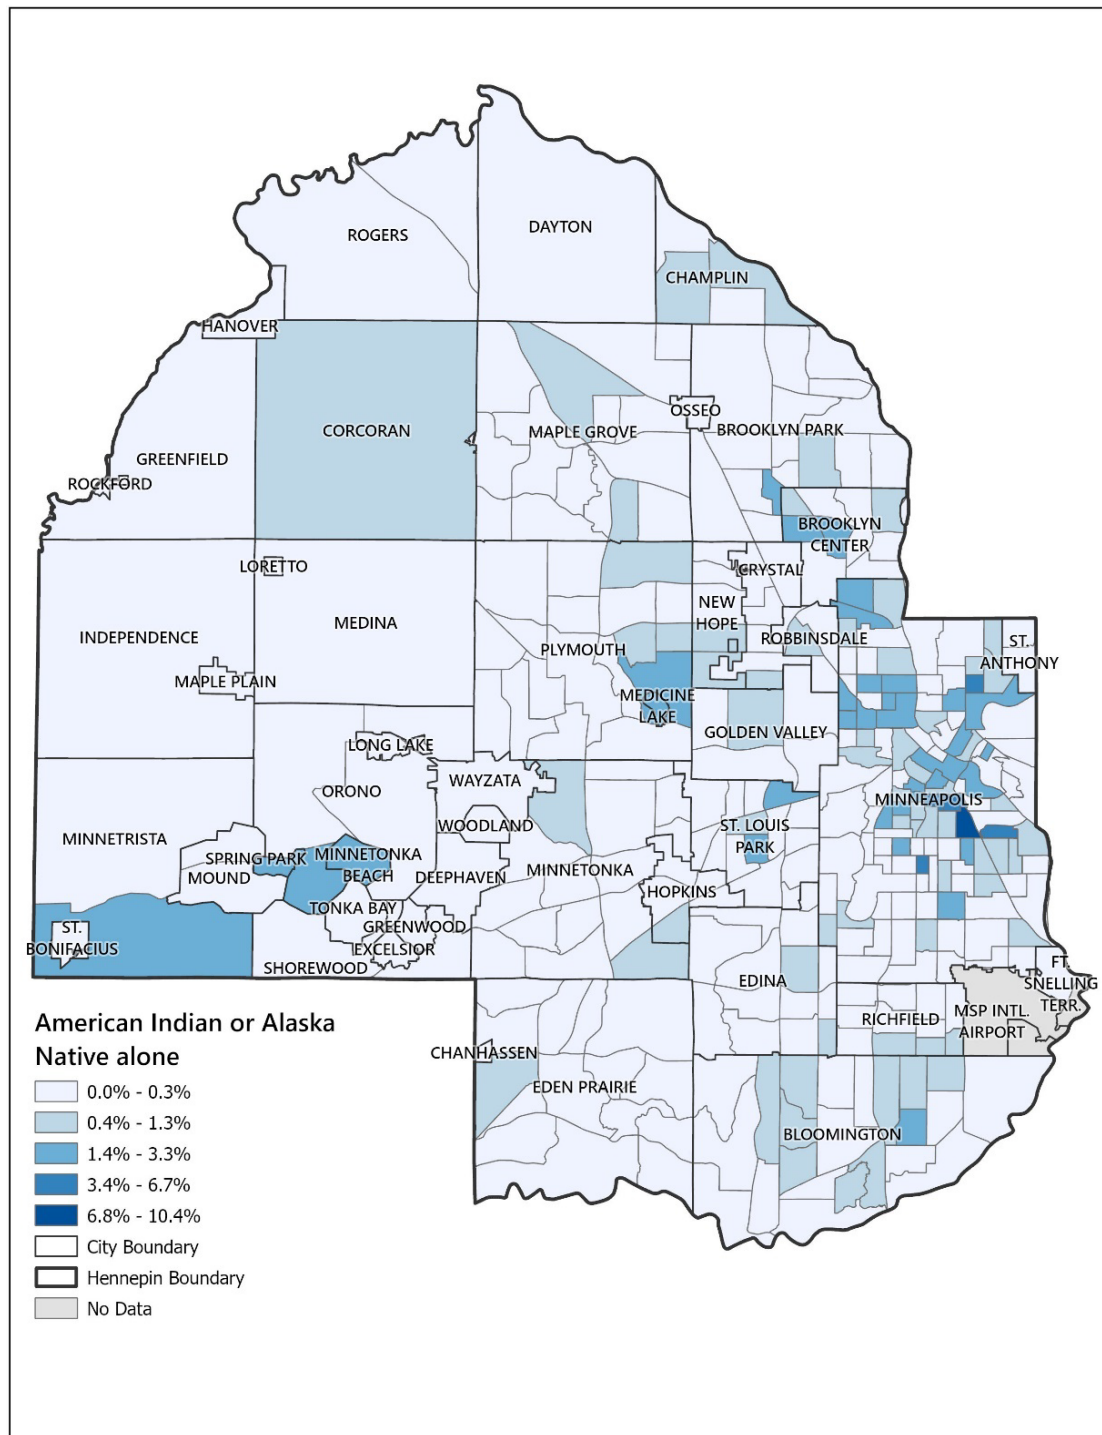 ROGERS
DAYTON
CHAMPLIN
HANOVER
CORCORAN
MAPLE GROVE
OSSEO
BROOKLYN PARK
GREENFIELD
ROCKFORD
BROOKLYN
CENTER
LORETTO
CRYSTAL
INDEPENDENCE
MEDINA
NEW
HOPE
PLYMOUTH
ROBBINSDALE
ST.
ANTHONY
MAPLE PLAIN
MEDICINE
LAKE
GOLDEN VALLEY
LONG LAKE
ORONO
WAYZATA
MINNEAPOLIS
MINNETRISTA
WOODLAND
ST. LOUIS
PARK
SPRING PARK
MOUND
MINNETONKA
BEACH
DEEPHAVEN
MINNETONKA
HOPKINS
TONKA BAY
GREENWOOD
EXCELSIOR
ST.
BONIFACIUS
SHOREWOOD
EDINA
FT.
SNELLING
TERR.
RICHFIELD
MSP INTL.
AIRPORT
CHANHASSEN
EDEN PRAIRIE
BLOOMINGTON
American Indian or Alaska
Native alone
0.0% - 0.3%
0.4% - 1.3%
1.4% - 3.3%
3.4% - 6.7%
6.8% - 10.4%
City Boundary
Hennepin Boundary
No Data